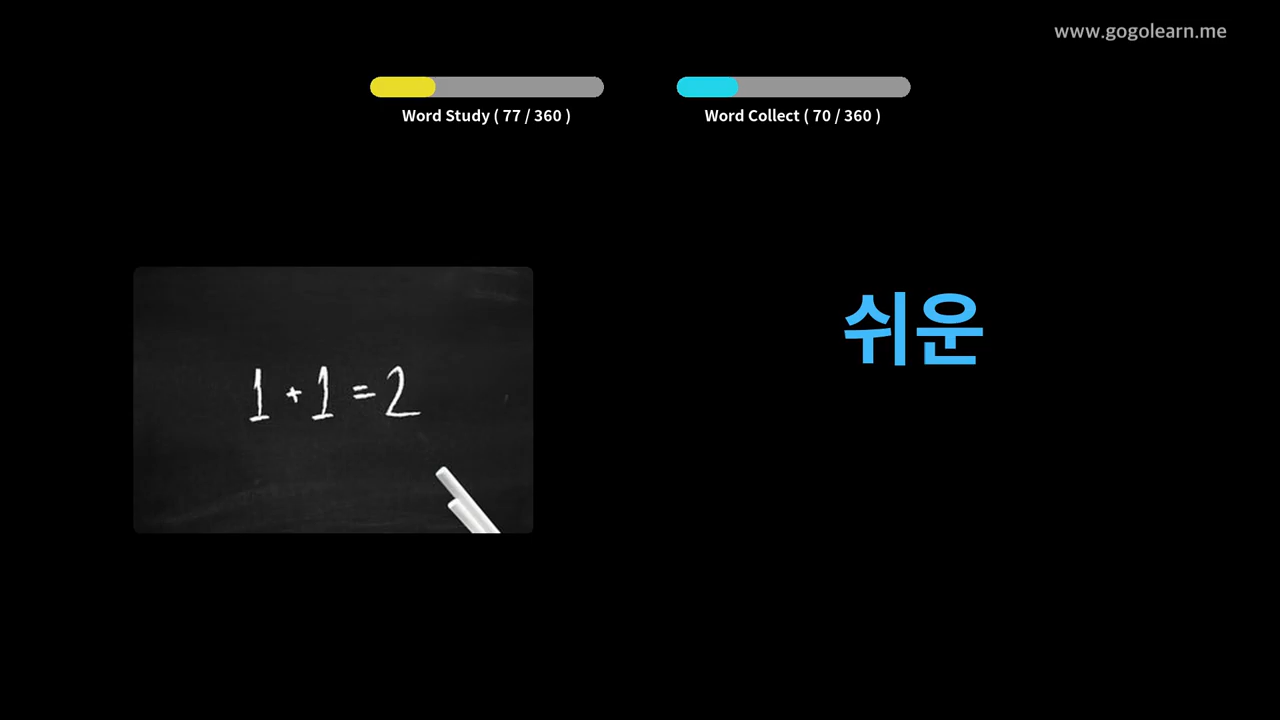 www.gogolearn.me
Word Study ( 77 / 360 )
Word Collect ( 70 / 360 )
쉬운
1 + 1 = 2